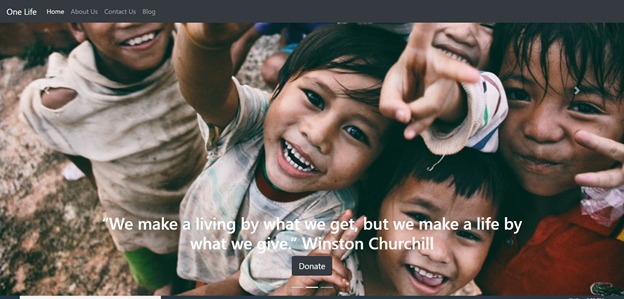 One Life Home About Us Contact Us Blog
“We make a living by what we get, but we make a life by
what we give.” Winston Churchill
Donate